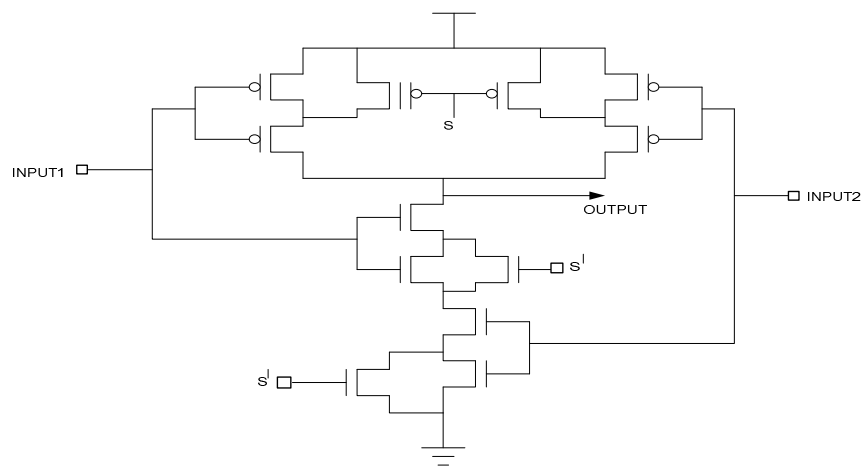 S
INPUT1
INPUT2
OUTPUT
S'
S'